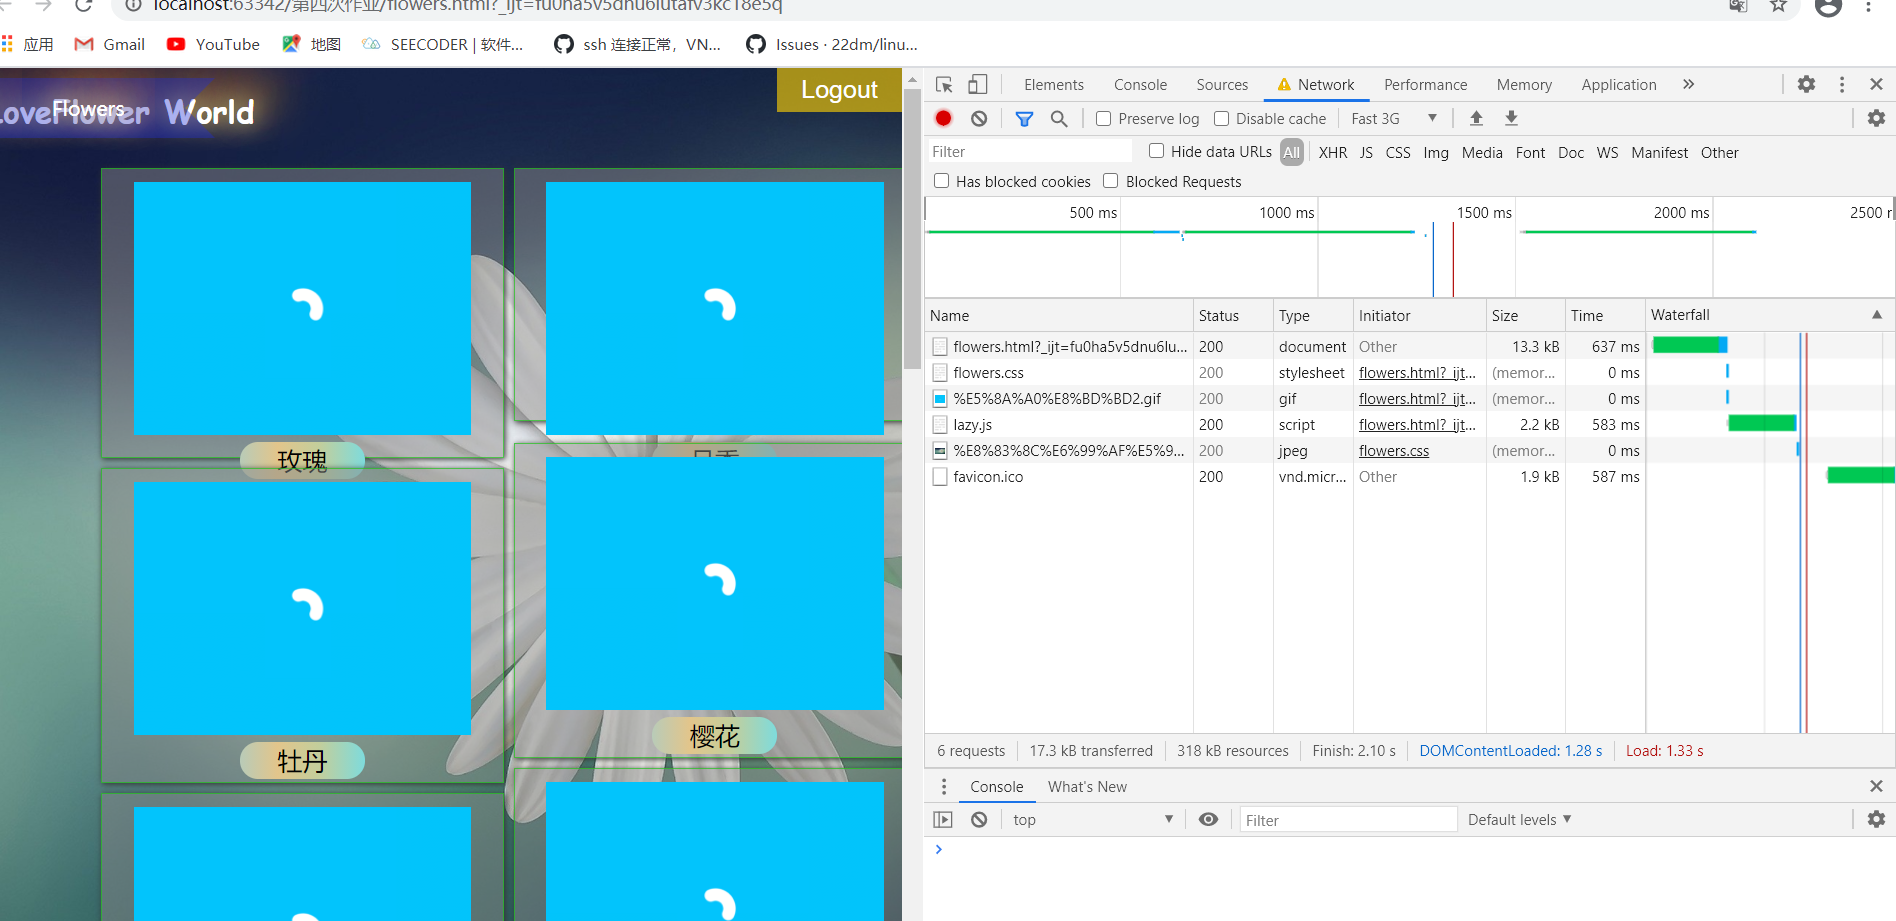 localhost:63342/第四次作业/flowers.html?_ijt=fu0ha5v5dnu6lutafv3kc18e5q
应用 Gmail YouTube 地图 SEECODER | 软件... ssh 连接正常，VN... Issues · 22dm/linu...
LoveFlower World
Flowers
Logout
玫瑰
牡丹
樱花
Elements Console Sources Network Performance Memory Application »
Preserve log Disable cache Fast 3G
Filter Hide data URLs All XHR JS CSS Img Media Font Doc WS Manifest Other
Has blocked cookies Blocked Requests
500 ms 1000 ms 1500 ms 2000 ms 2500 r
Name Status Type Initiator Size Time Waterfall
flowers.html?_ijt=fu0ha5v5dnu6lu... 200 document Other 13.3 kB 637 ms
flowers.css 200 stylesheet flowers.html?_ijt... (memor... 0 ms
%E5%8A%A0%E8%BD%BD2.gif 200 gif flowers.html?_ijt... (memor... 0 ms
lazy.js 200 script flowers.html?_ijt... 2.2 kB 583 ms
%E8%83%8C%E6%99%AF%E5%9... 200 jpeg flowers.css (memor... 0 ms
favicon.ico 200 vnd.micr... Other 1.9 kB 587 ms
6 requests 17.3 kB transferred 318 kB resources Finish: 2.10 s DOMContentLoaded: 1.28 s Load: 1.33 s
Console What's New
top Filter Default levels